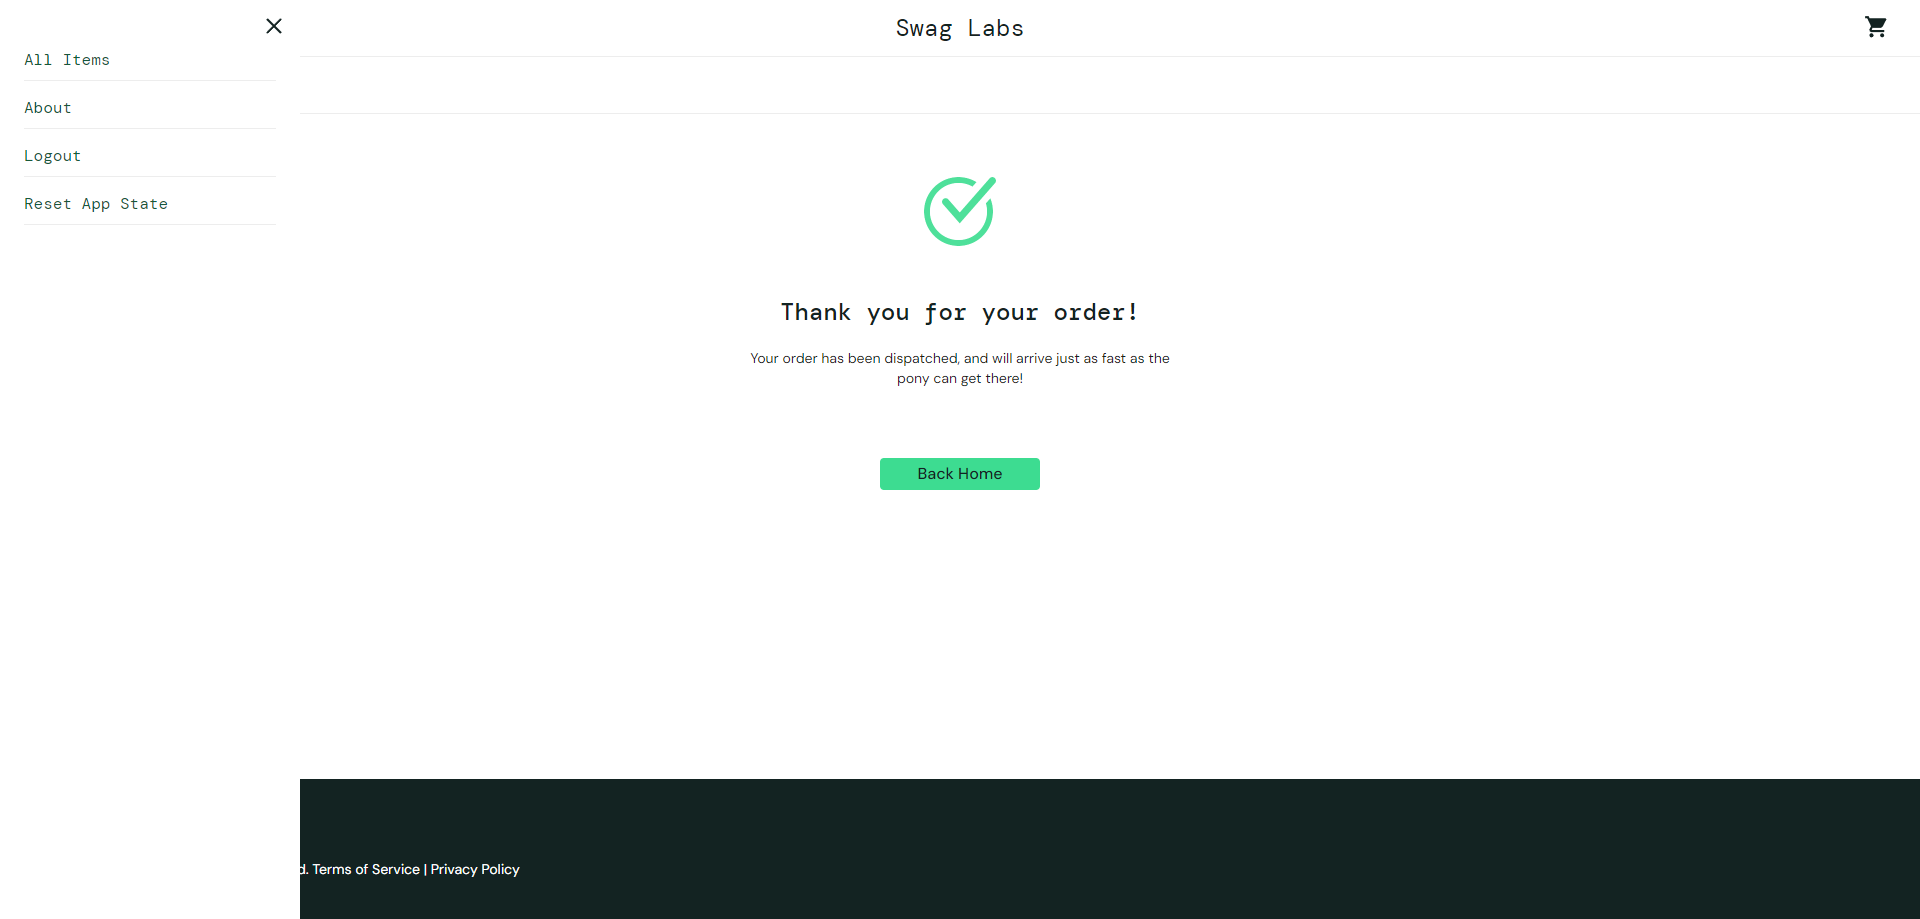 All Items
About
Logout
Reset App State
Swag Labs
Thank you for your order!
Your order has been dispatched, and will arrive just as fast as the
pony can get there!
Back Home
d. Terms of Service | Privacy Policy